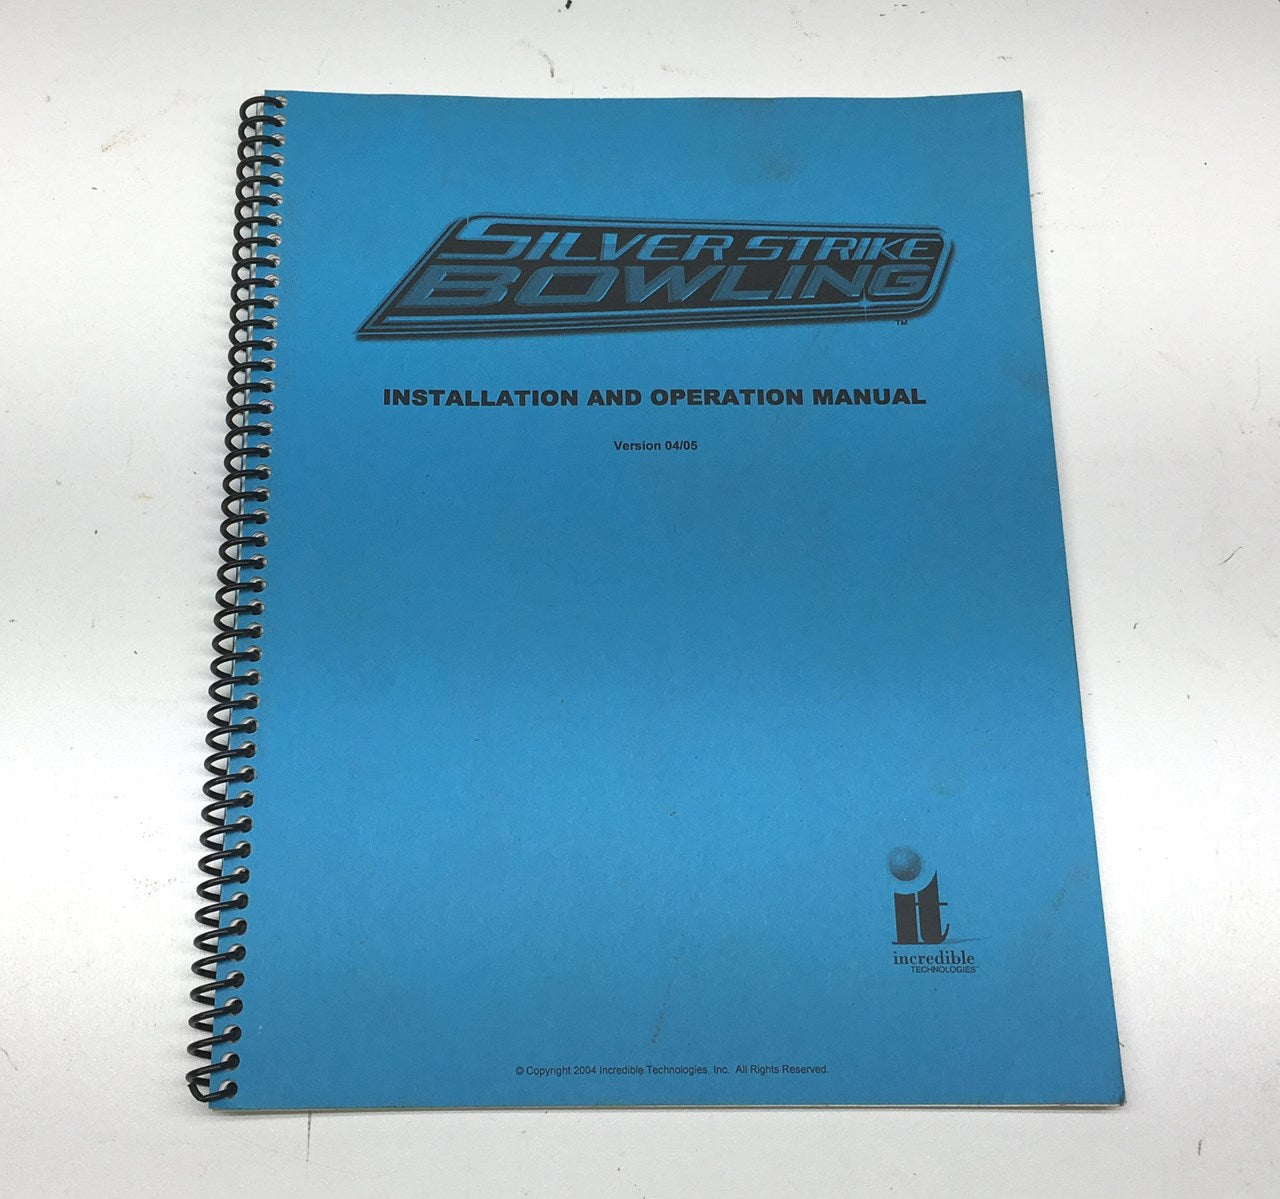 SILVER STRIKE
BOWLING
TM
INSTALLATION AND OPERATION MANUAL
Version 04/05
it
incredible
TECHNOLOGIES™
© Copyright 2004 Incredible Technologies, Inc. All Rights Reserved.